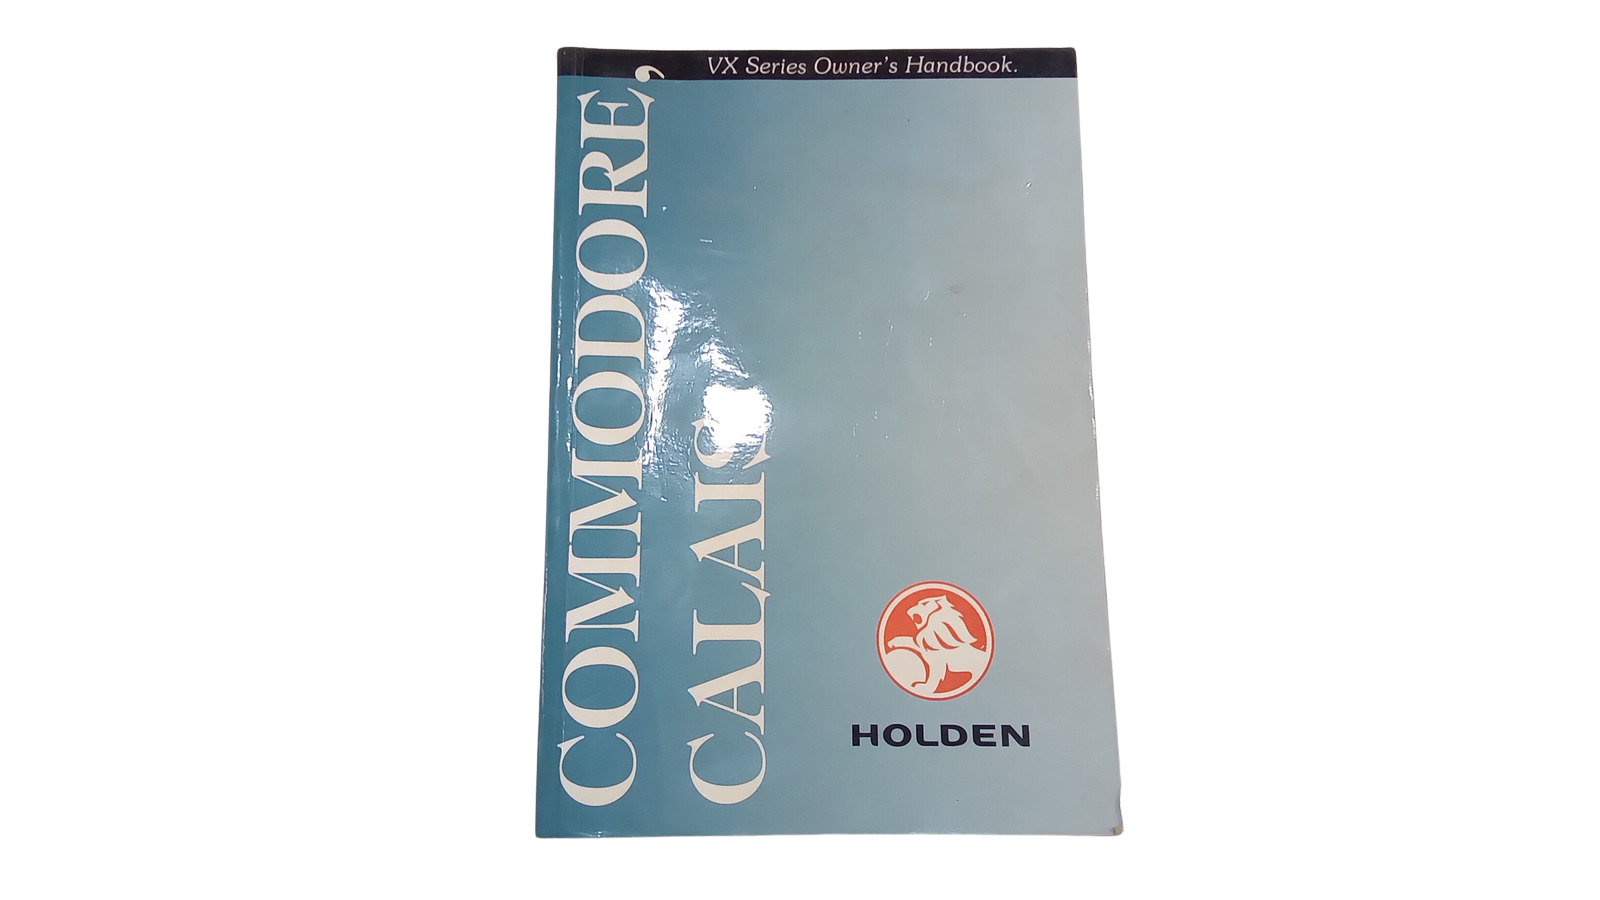 VX Series Owner's Handbook.
COMMODORE,
CALAIS
HOLDEN